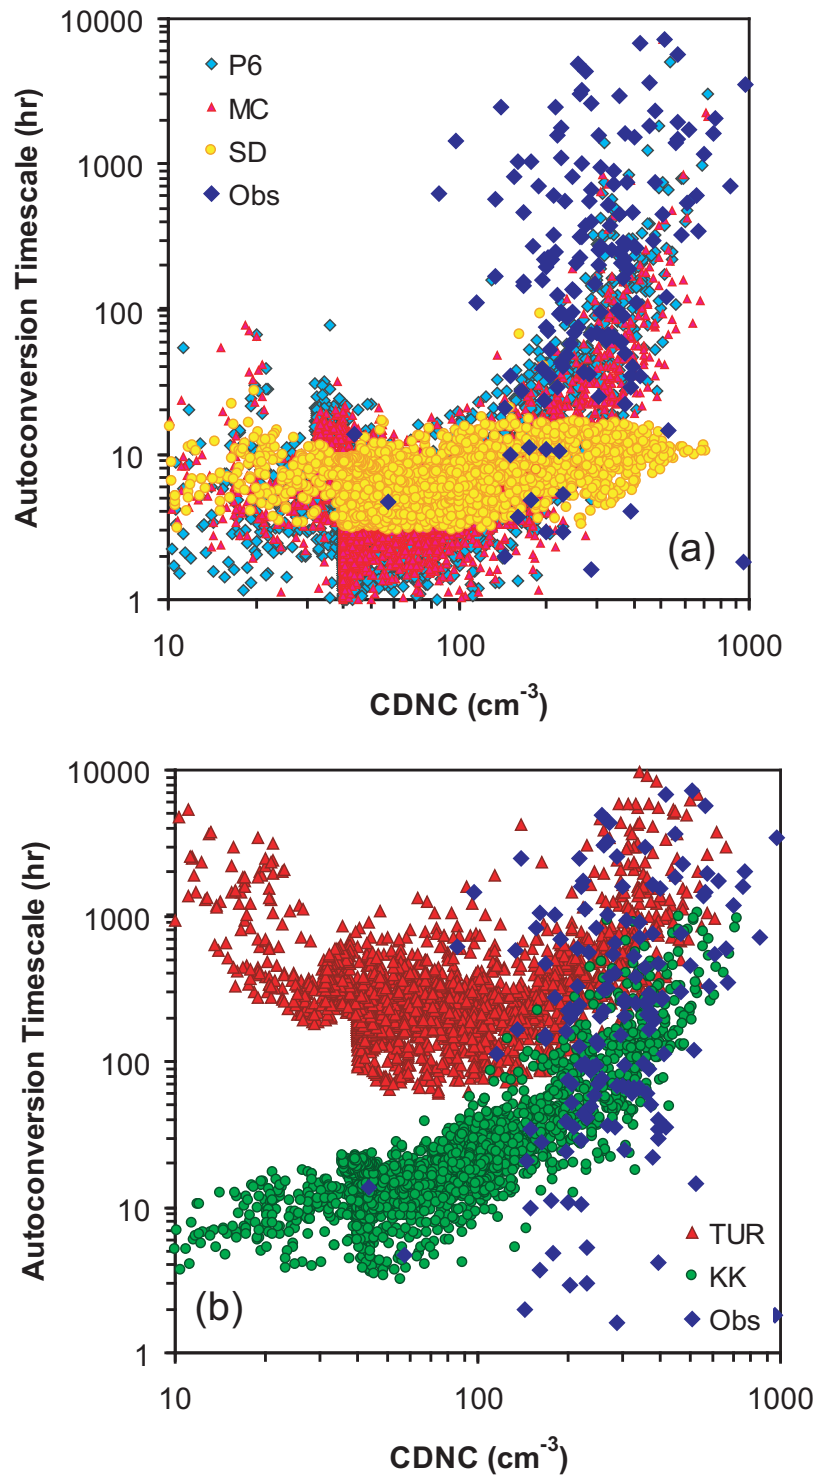 10000
1000
100
10
1
Autoconversion Timescale (hr)
P6
MC
SD
Obs
(a)
10 100 1000
CDNC (cm-3)
10000
1000
100
10
1
Autoconversion Timescale (hr)
TUR
KK
Obs
(b)
10 100 1000
CDNC (cm-3)